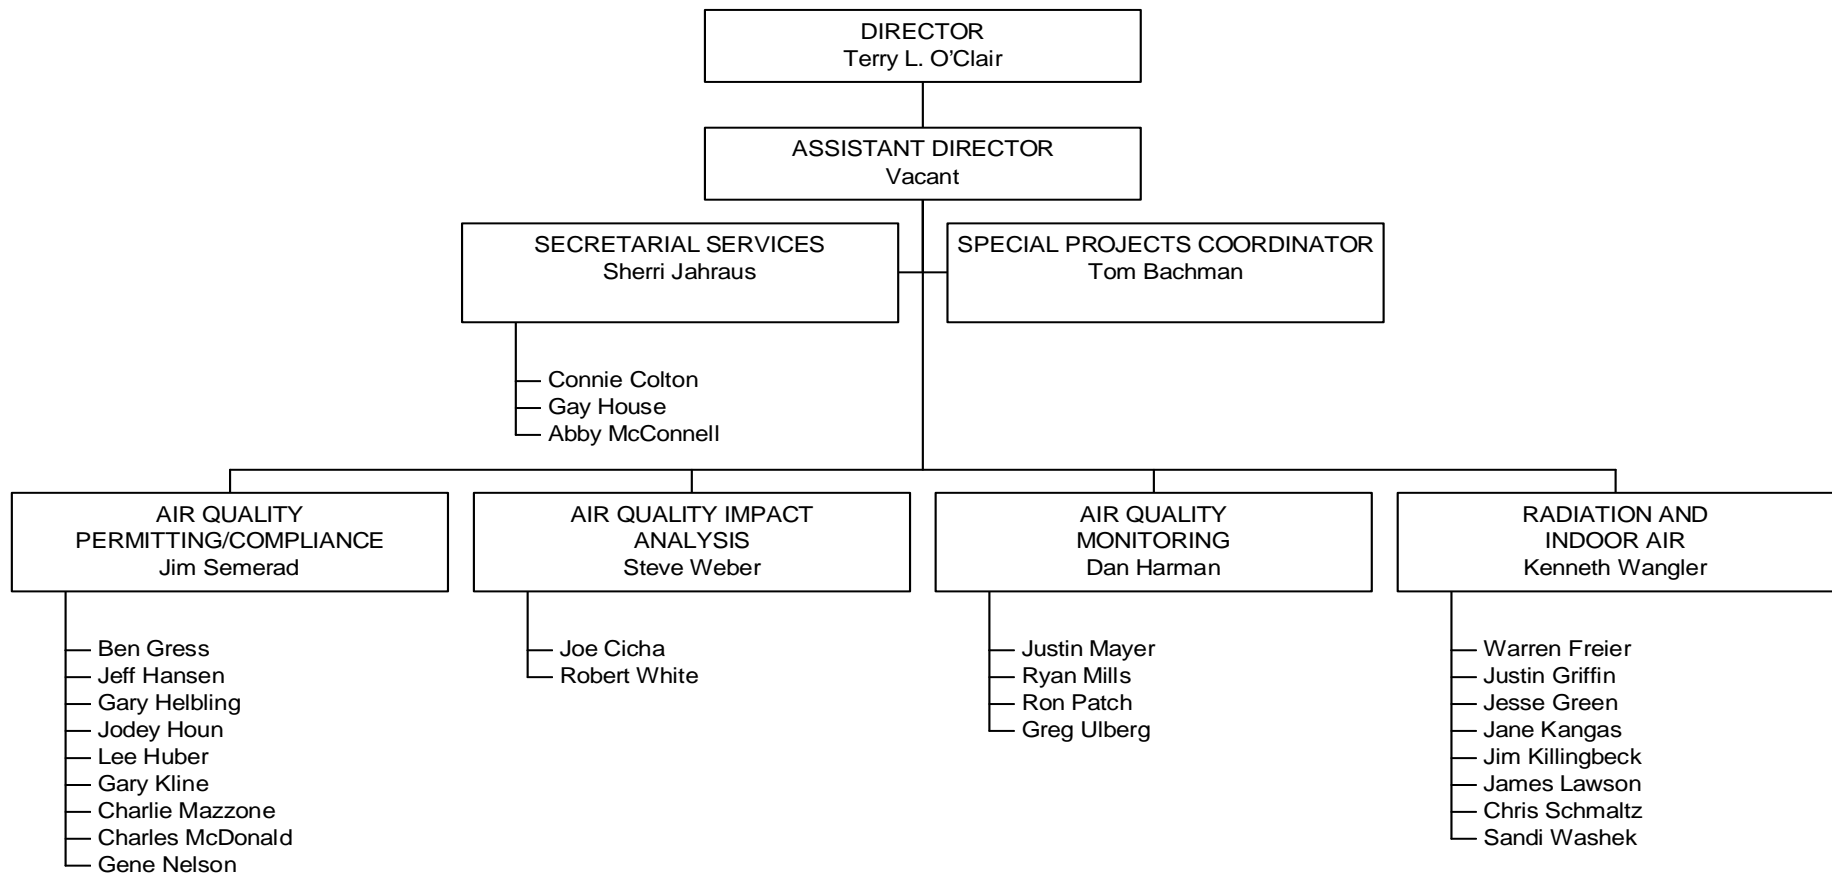 DIRECTOR
Terry L. O'Clair
ASSISTANT DIRECTOR
Vacant
SECRETARIAL SERVICES
Sherri Jahraus
SPECIAL PROJECTS COORDINATOR
Tom Bachman
Connie Colton
Gay House
Abby McConnell
AIR QUALITY
PERMITTING/COMPLIANCE
Jim Semerad
Ben Gress
Jeff Hansen
Gary Helbling
Jodey Houn
Lee Huber
Gary Kline
Charlie Mazzone
Charles McDonald
Gene Nelson
AIR QUALITY IMPACT
ANALYSIS
Steve Weber
Joe Cicha
Robert White
AIR QUALITY
MONITORING
Dan Harman
Justin Mayer
Ryan Mills
Ron Patch
Greg Ulberg
RADIATION AND
INDOOR AIR
Kenneth Wangler
Warren Freier
Justin Griffin
Jesse Green
Jane Kangas
Jim Killingbeck
James Lawson
Chris Schmaltz
Sandi Washek